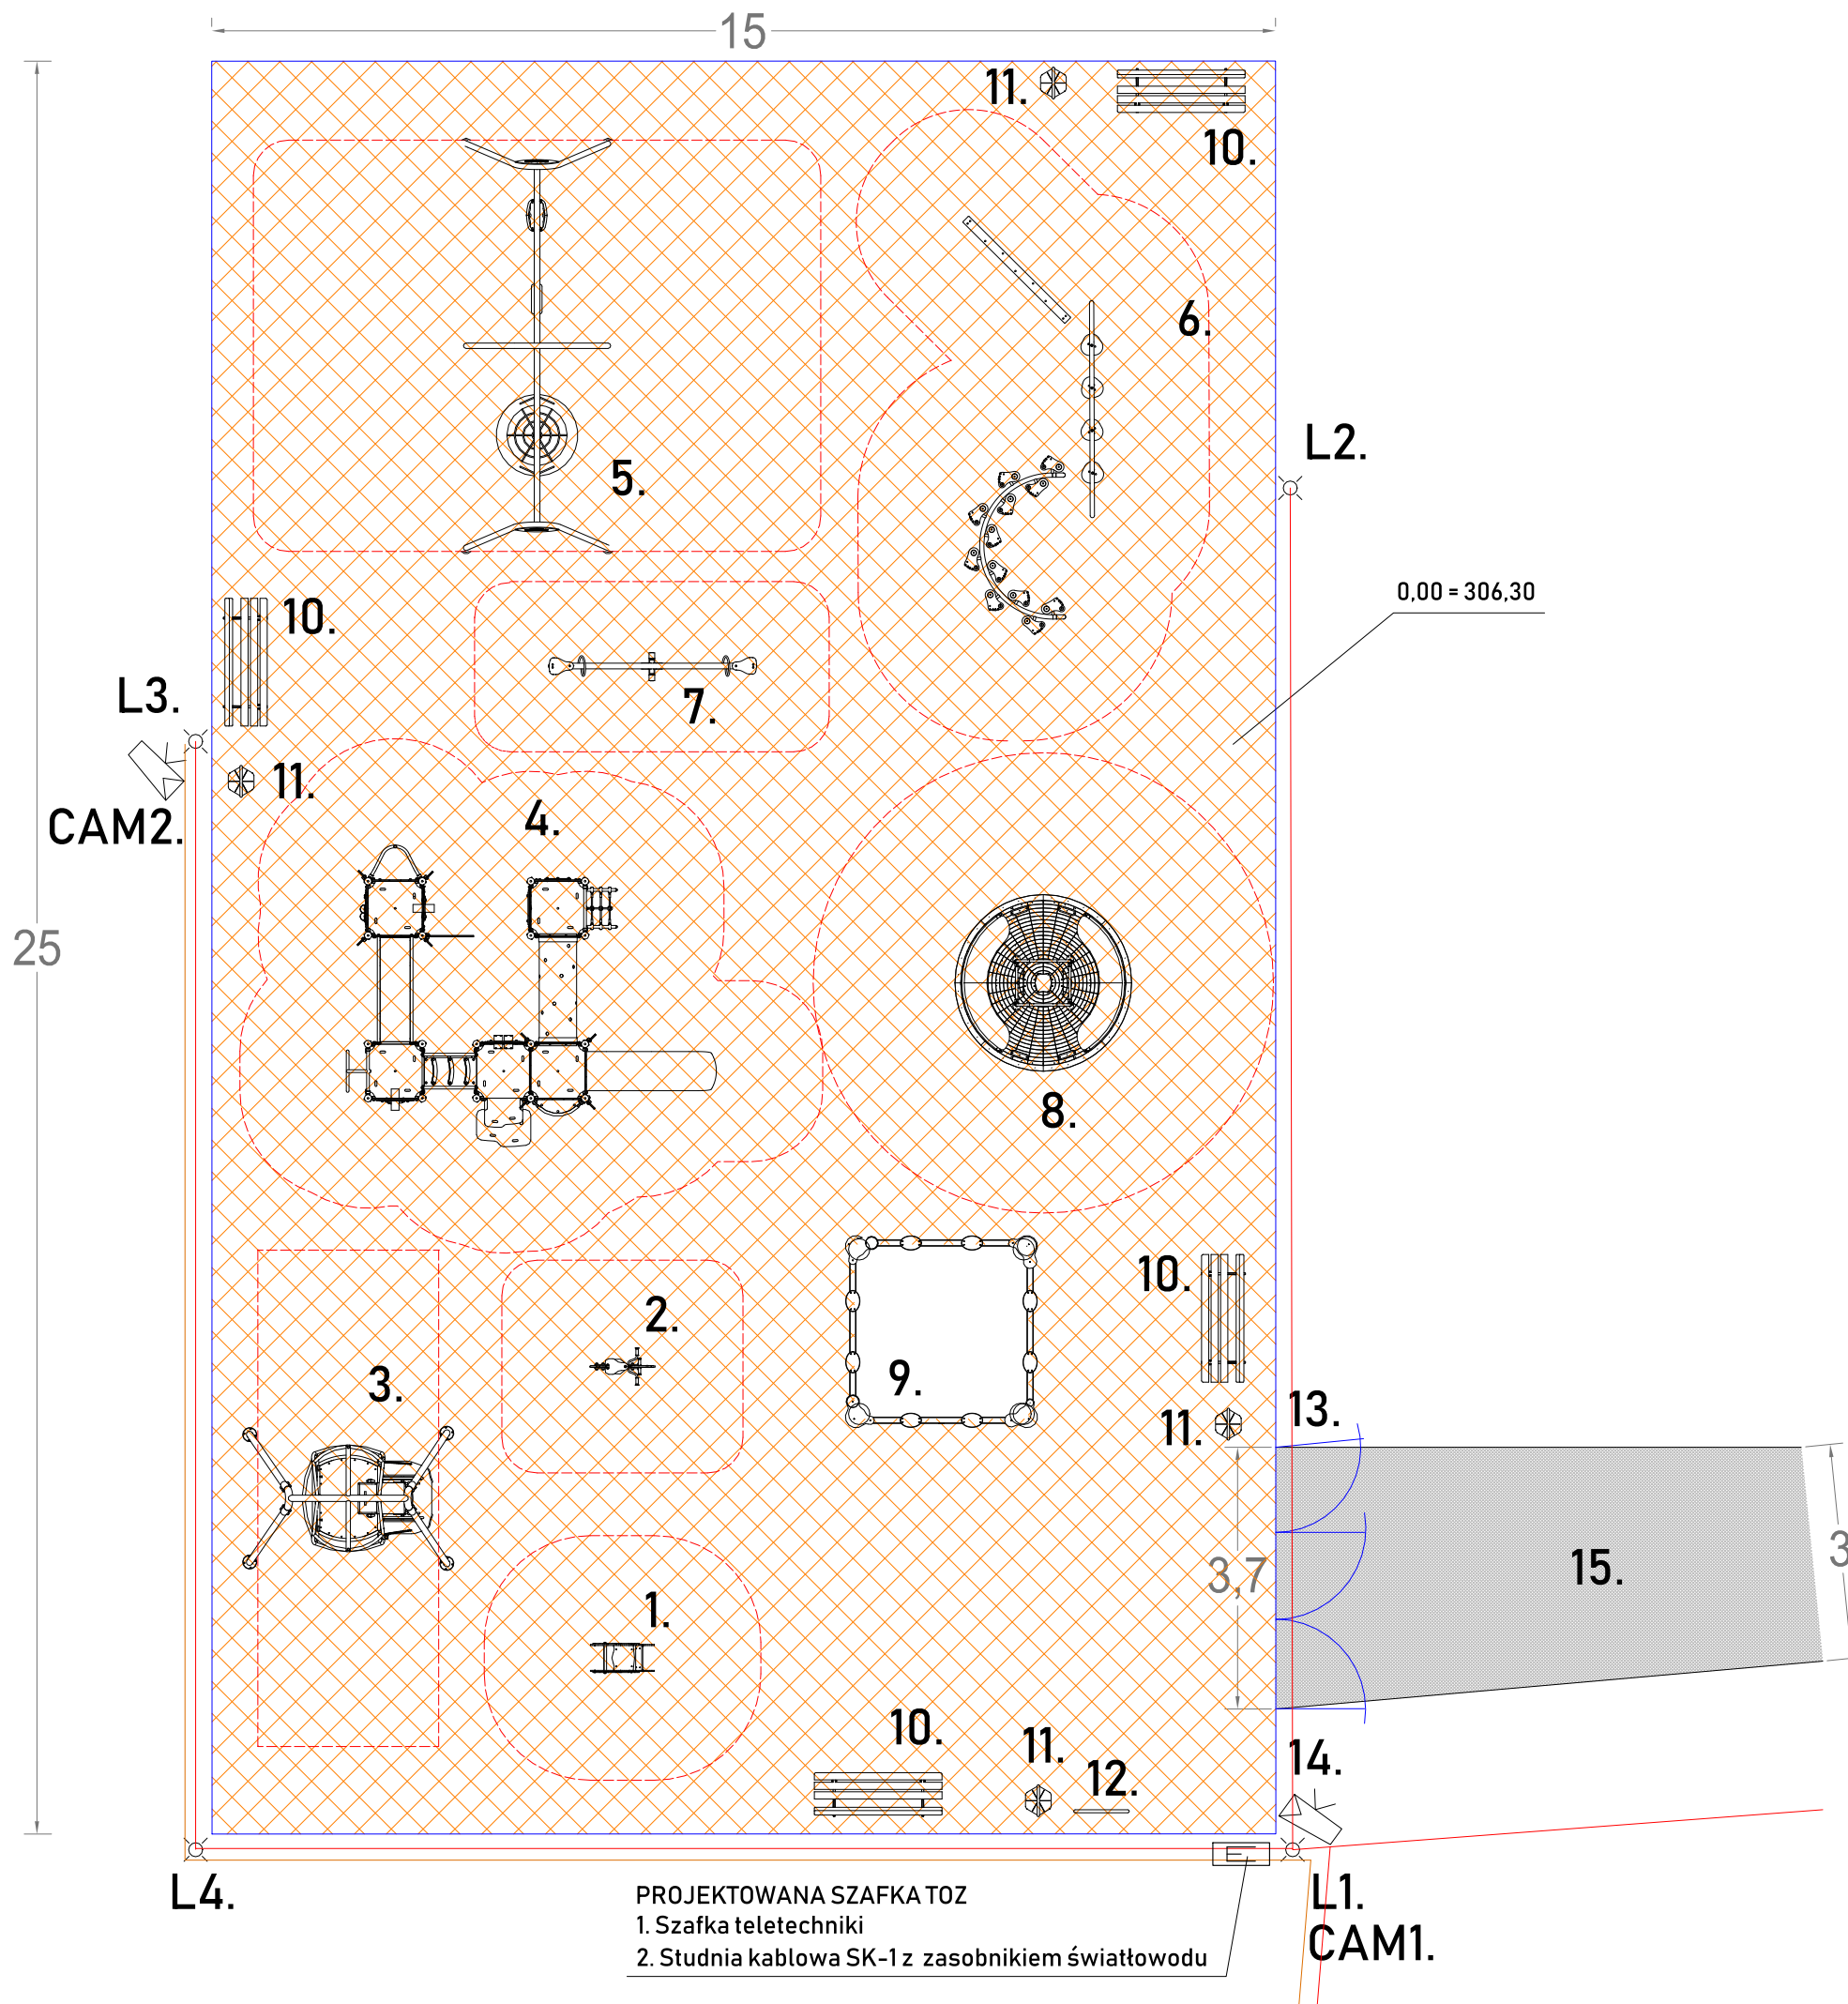 15
11.
10.
6.
L2.
5.
0,00 = 306,30
10.
L3.
7.
11.
CAM2.
4.
25
8.
10.
2.
3.
9.
13.
11.
3
3,7
15.
1.
10.
11.
14.
12.
L4.
PROJEKTOWANA SZAFKA TOZ
1. Szafka teletechniki
2. Studnia kablowa SK-1 z zasobnikiem światłowodu
L1.
CAM1.